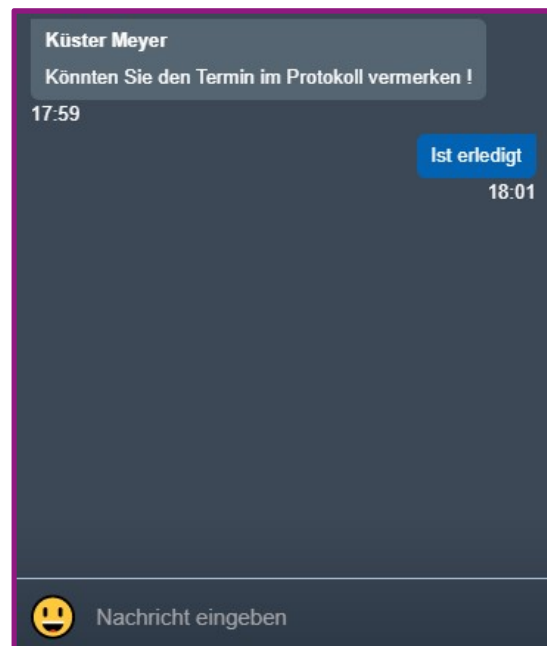 Küster Meyer
Könnten Sie den Termin im Protokoll vermerken !
17:59
Ist erledigt
18:01
Nachricht eingeben